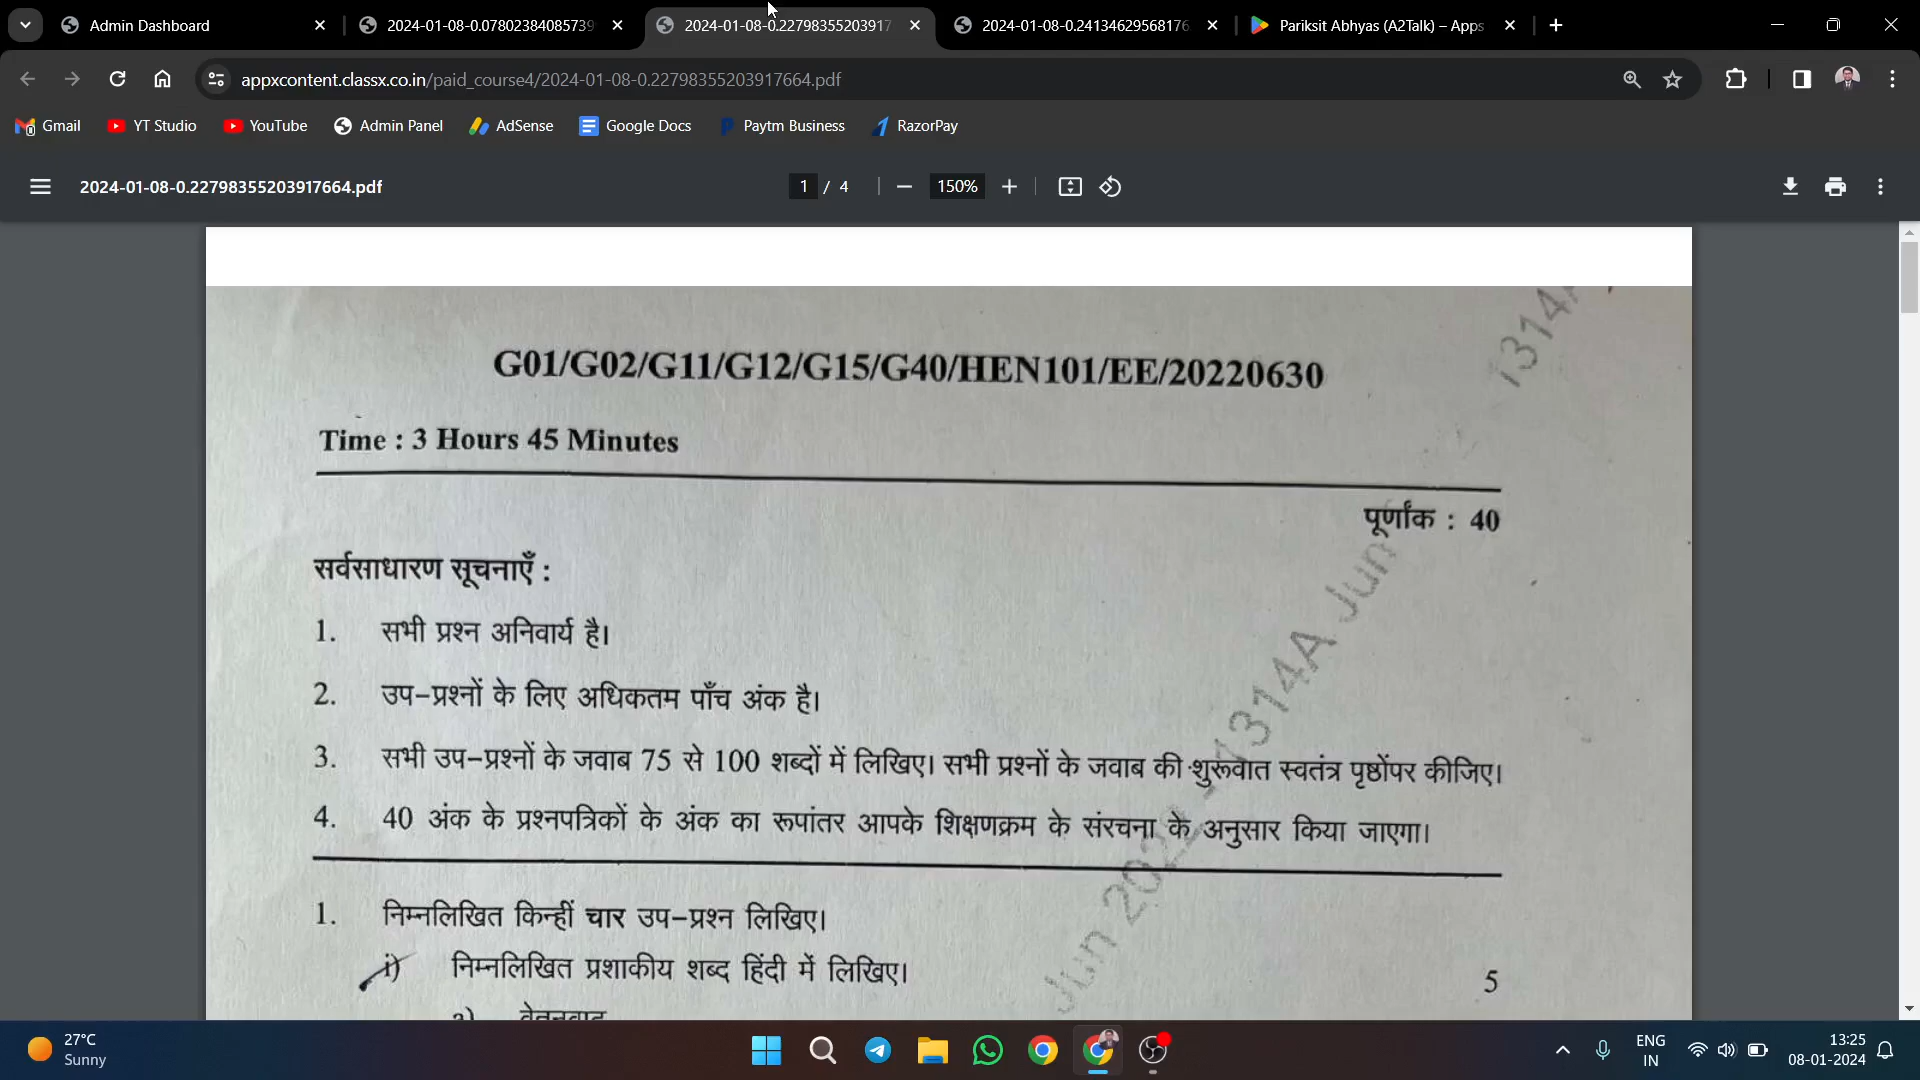 Admin Dashboard
2024-01-08-0.07802384085739
2024-01-08-0.22798355203917
2024-01-08-0.24134629568176
Pariksit Abhyas (A2Talk) – Apps
appxcontent.classx.co.in/paid_course4/2024-01-08-0.22798355203917664.pdf
Gmail
YT Studio
YouTube
Admin Panel
AdSense
Google Docs
Paytm Business
RazorPay
2024-01-08-0.22798355203917664.pdf
1 / 4
150%
G01/G02/G11/G12/G15/G40/HEN101/EE/20220630
Time : 3 Hours 45 Minutes
पूर्णांक : 40
सर्वसाधारण सूचनाएँ :
1. सभी प्रश्न अनिवार्य है।
2. उप-प्रश्नों के लिए अधिकतम पाँच अंक है।
3. सभी उप-प्रश्नों के जवाब 75 से 100 शब्दों में लिखिए। सभी प्रश्नों के जवाब की शुरूवात स्वतंत्र पृष्ठोंपर कीजिए।
4. 40 अंक के प्रश्नपत्रिकों के अंक का रूपांतर आपके शिक्षणक्रम के संरचना के अनुसार किया जाएगा।
1. निम्नलिखित किन्हीं चार उप-प्रश्न लिखिए।
i) निम्नलिखित प्रशाकीय शब्द हिंदी में लिखिए। 5
Jun 2022 - 1314A Jun
1314A
27°C
Sunny
ENG
IN
13:25
08-01-2024